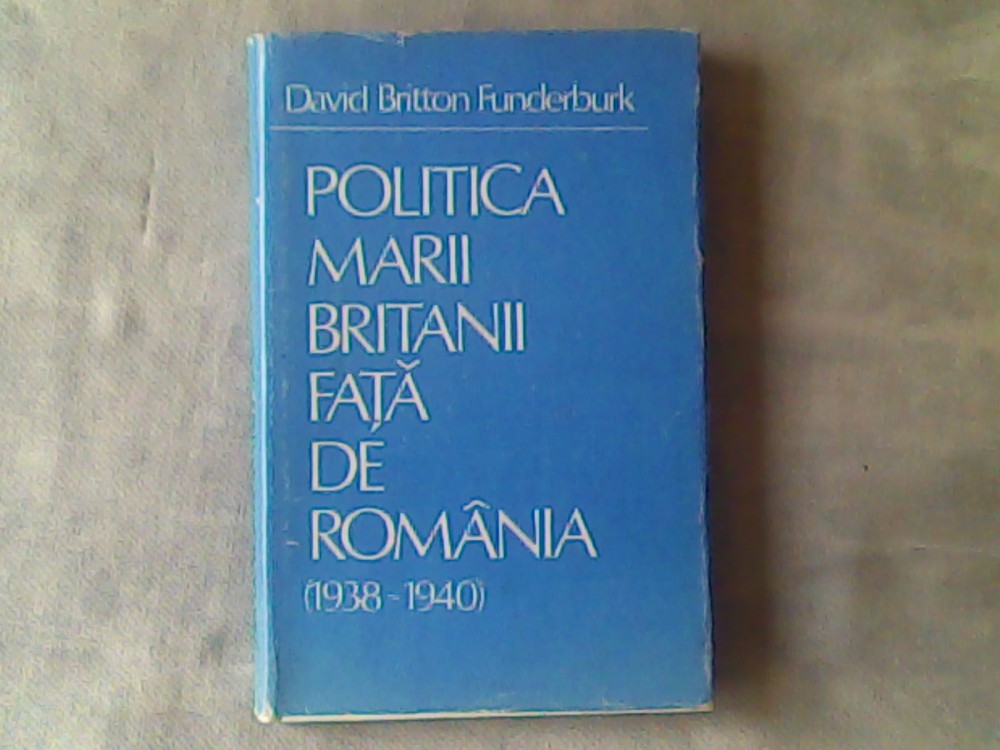 David Britton Funderburk
POLITICA
MARII
BRITANII
FAȚĂ
DE
ROMÂNIA
(1938-1940)